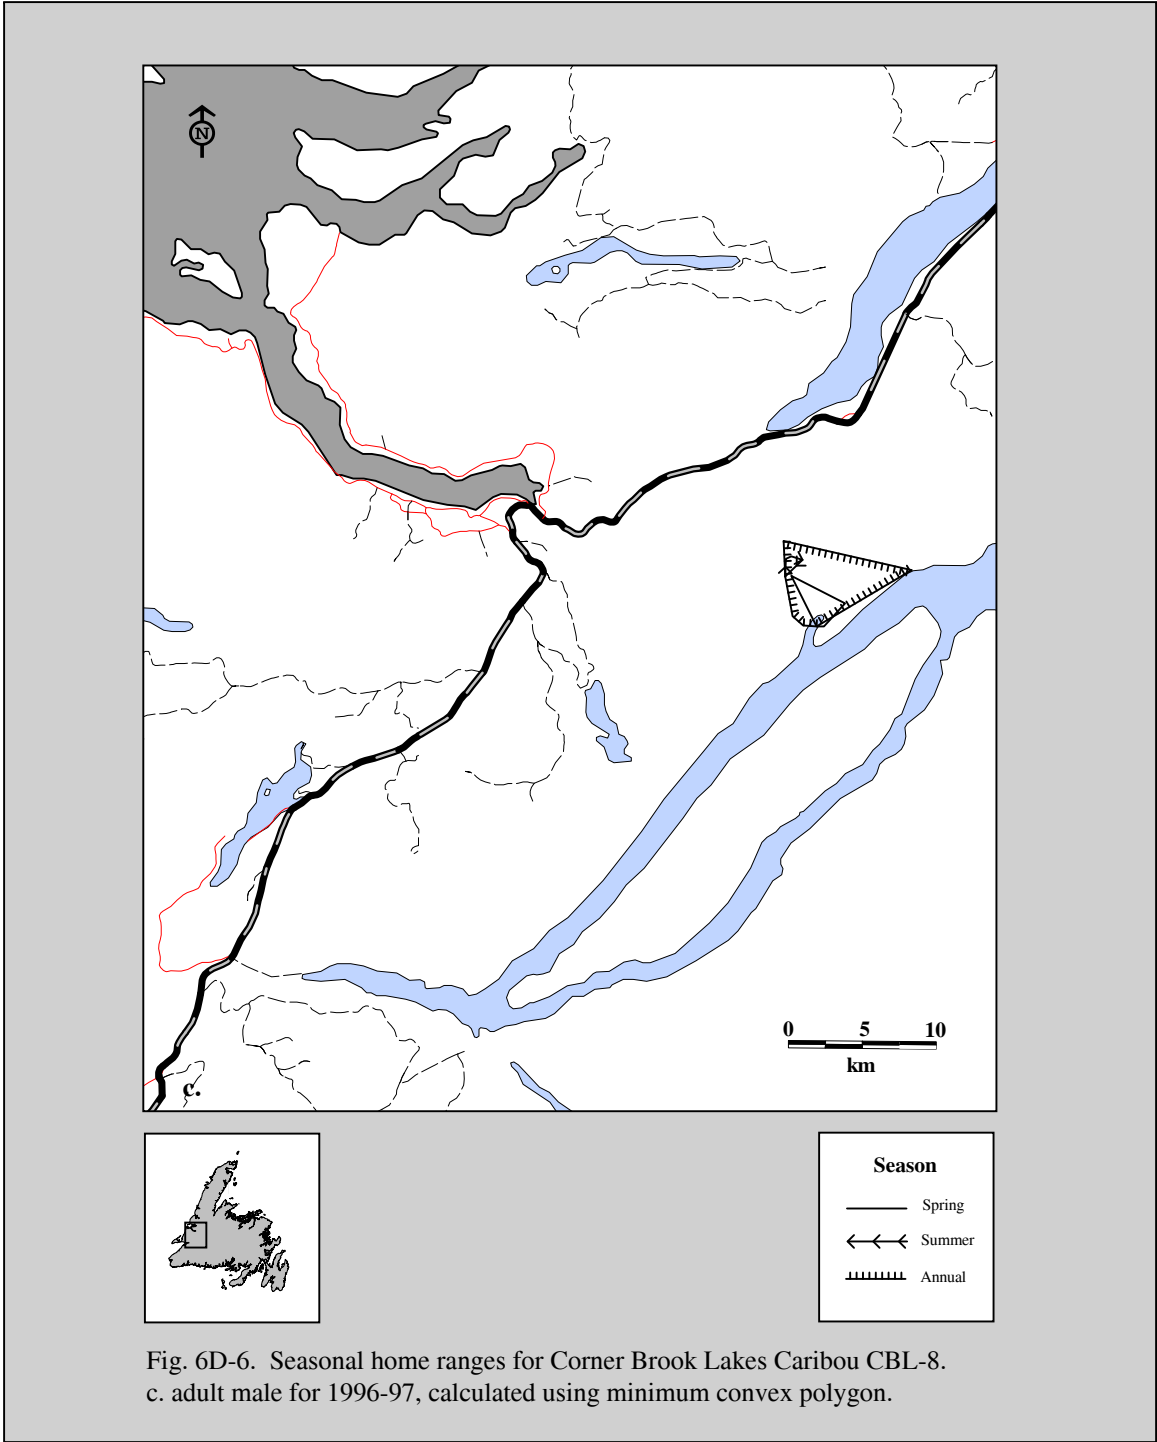 N
0 5 10
km
c.
Season
Spring
Summer
Annual
Fig. 6D-6. Seasonal home ranges for Corner Brook Lakes Caribou CBL-8.
c. adult male for 1996-97, calculated using minimum convex polygon.